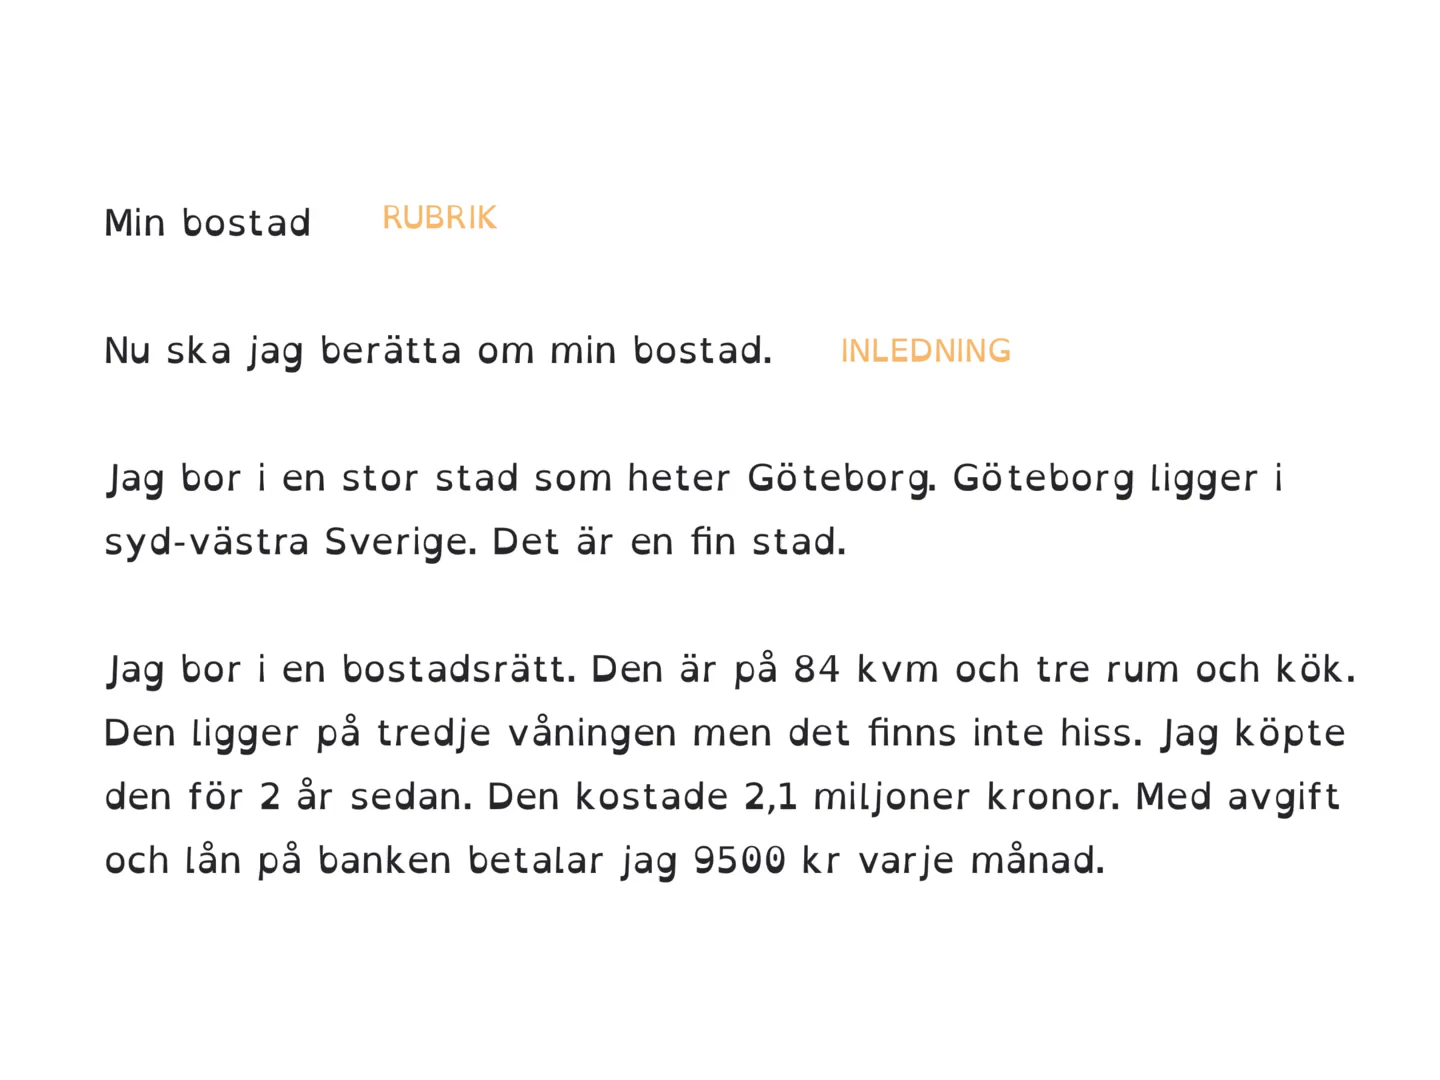 Min bostad RUBRIK
Nu ska jag berätta om min bostad. INLEDNING
Jag bor i en stor stad som heter Göteborg. Göteborg ligger i
syd-västra Sverige. Det är en fin stad.
Jag bor i en bostadsrätt. Den är på 84 kvm och tre rum och kök.
Den ligger på tredje våningen men det finns inte hiss. Jag köpte
den för 2 år sedan. Den kostade 2,1 miljoner kronor. Med avgift
och lån på banken betalar jag 9500 kr varje månad.